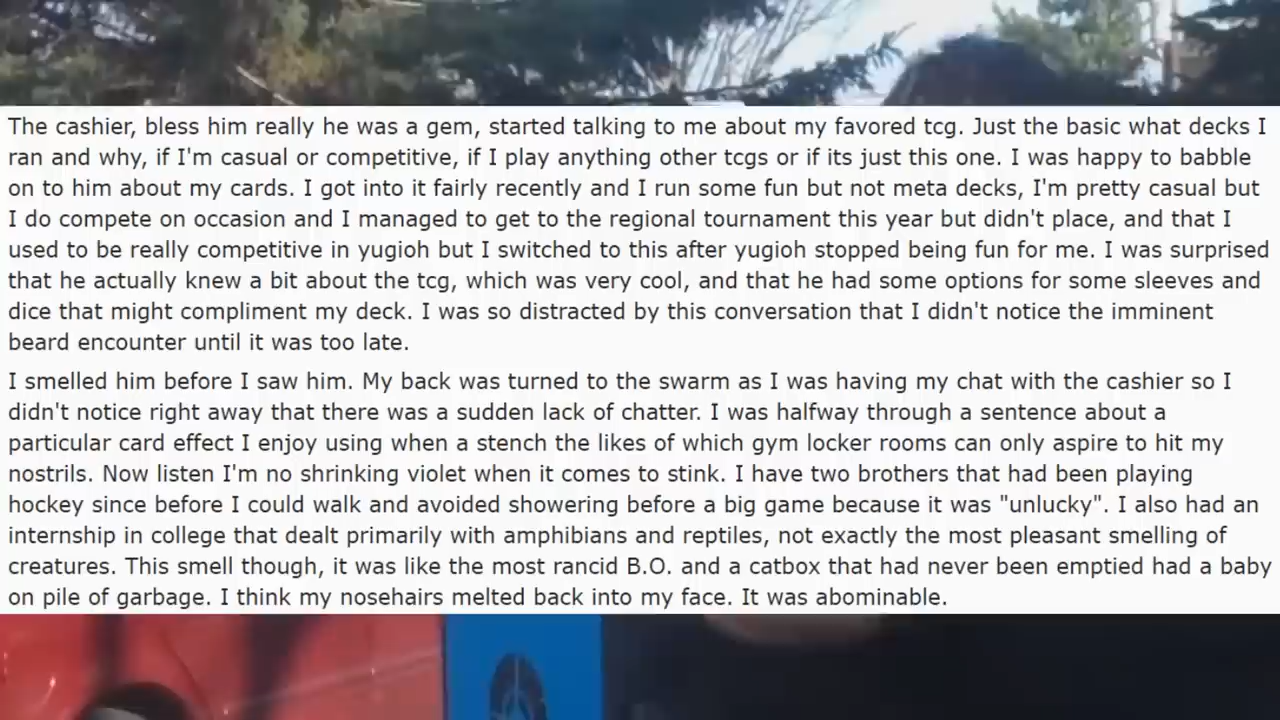 The cashier, bless him really he was a gem, started talking to me about my favored tcg. Just the basic what decks I
ran and why, if I'm casual or competitive, if I play anything other tcgs or if its just this one. I was happy to babble
on to him about my cards. I got into it fairly recently and I run some fun but not meta decks, I'm pretty casual but
I do compete on occasion and I managed to get to the regional tournament this year but didn't place, and that I
used to be really competitive in yugioh but I switched to this after yugioh stopped being fun for me. I was surprised
that he actually knew a bit about the tcg, which was very cool, and that he had some options for some sleeves and
dice that might compliment my deck. I was so distracted by this conversation that I didn't notice the imminent
beard encounter until it was too late.
I smelled him before I saw him. My back was turned to the swarm as I was having my chat with the cashier so I
didn't notice right away that there was a sudden lack of chatter. I was halfway through a sentence about a
particular card effect I enjoy using when a stench the likes of which gym locker rooms can only aspire to hit my
nostrils. Now listen I'm no shrinking violet when it comes to stink. I have two brothers that had been playing
hockey since before I could walk and avoided showering before a big game because it was "unlucky". I also had an
internship in college that dealt primarily with amphibians and reptiles, not exactly the most pleasant smelling of
creatures. This smell though, it was like the most rancid B.O. and a catbox that had never been emptied had a baby
on pile of garbage. I think my nosehairs melted back into my face. It was abominable.